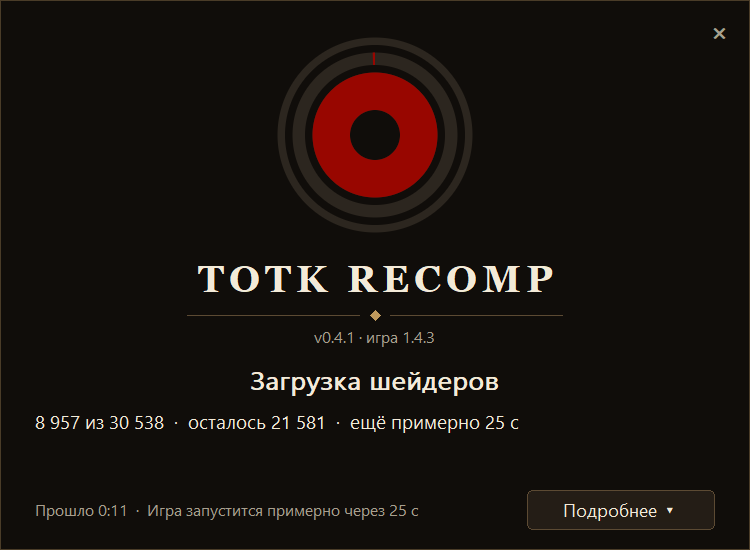 TOTK RECOMP
v0.4.1 · игра 1.4.3
Загрузка шейдеров
8 957 из 30 538 · осталось 21 581 · ещё примерно 25 с
Прошло 0:11 · Игра запустится примерно через 25 с
Подробнее ▾